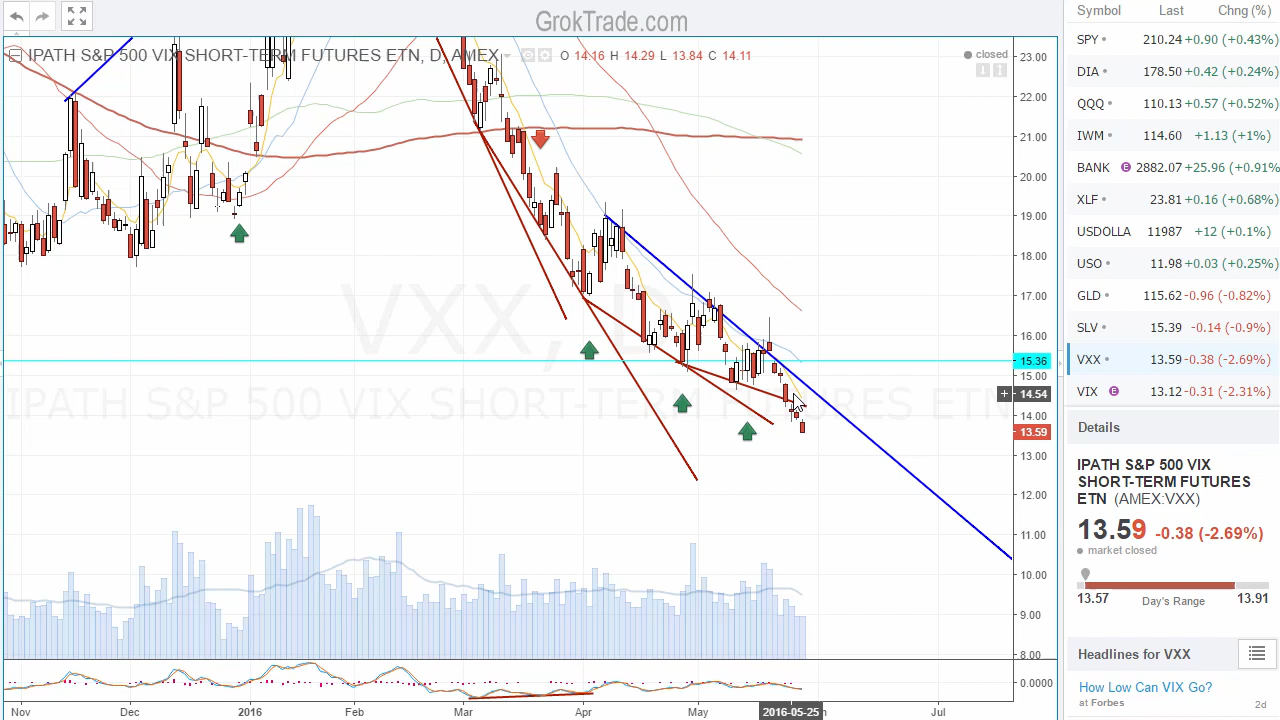 GrokTrade.com
IPATH S&P 500 VIX SHORT-TERM FUTURES ETN, D, AMEX O 14.16 H 14.29 L 13.84 C 14.11
closed
VXX, D
IPATH S&P 500 VIX SHORT-TERM FUTURES ETN
23.00
22.00
21.00
20.00
19.00
18.00
17.00
16.00
15.36
15.00
14.54
14.00
13.59
13.00
12.00
11.00
10.00
9.00
8.00
0.0000
Nov Dec 2016 Feb Mar Apr May 2016-05-25 Jul
Symbol Last Chng (%)
SPY 210.24 +0.90 (+0.43%)
DIA 178.50 +0.42 (+0.24%)
QQQ 110.13 +0.57 (+0.52%)
IWM 114.60 +1.13 (+1%)
BANK E 2882.07 +25.96 (+0.91%
XLF 23.81 +0.16 (+0.68%)
USDOLLA 11987 +12 (+0.1%)
USO 11.98 +0.03 (+0.25%)
GLD 115.62 -0.96 (-0.82%)
SLV 15.39 -0.14 (-0.9%)
VXX 13.59 -0.38 (-2.69%)
VIX E 13.12 -0.31 (-2.31%)
Details
IPATH S&P 500 VIX
SHORT-TERM FUTURES
ETN (AMEX:VXX)
13.59 -0.38 (-2.69%)
market closed
13.57 Day's Range 13.91
Headlines for VXX
How Low Can VIX Go?
at Forbes 2d